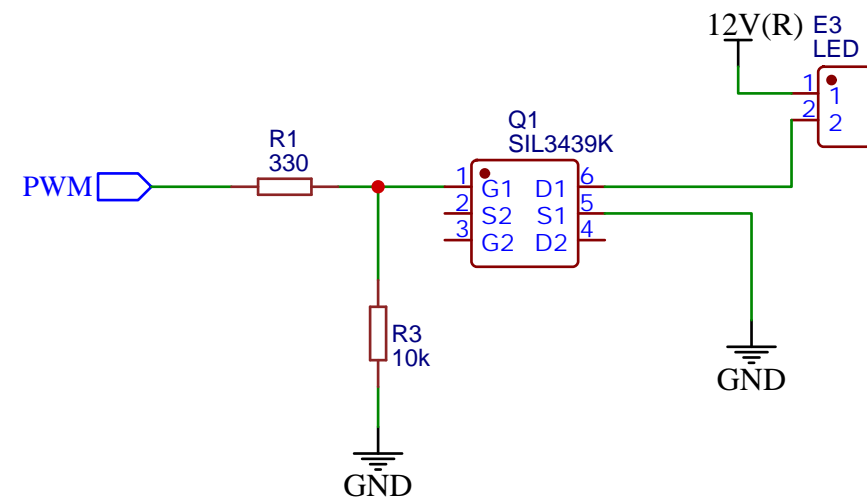 12V(R)
E3
LED
1
2
1
2
Q1
SIL3439K
R1
330
PWM
1
2
3
G1
S2
G2
D1
S1
D2
6
5
4
R3
10k
GND
GND